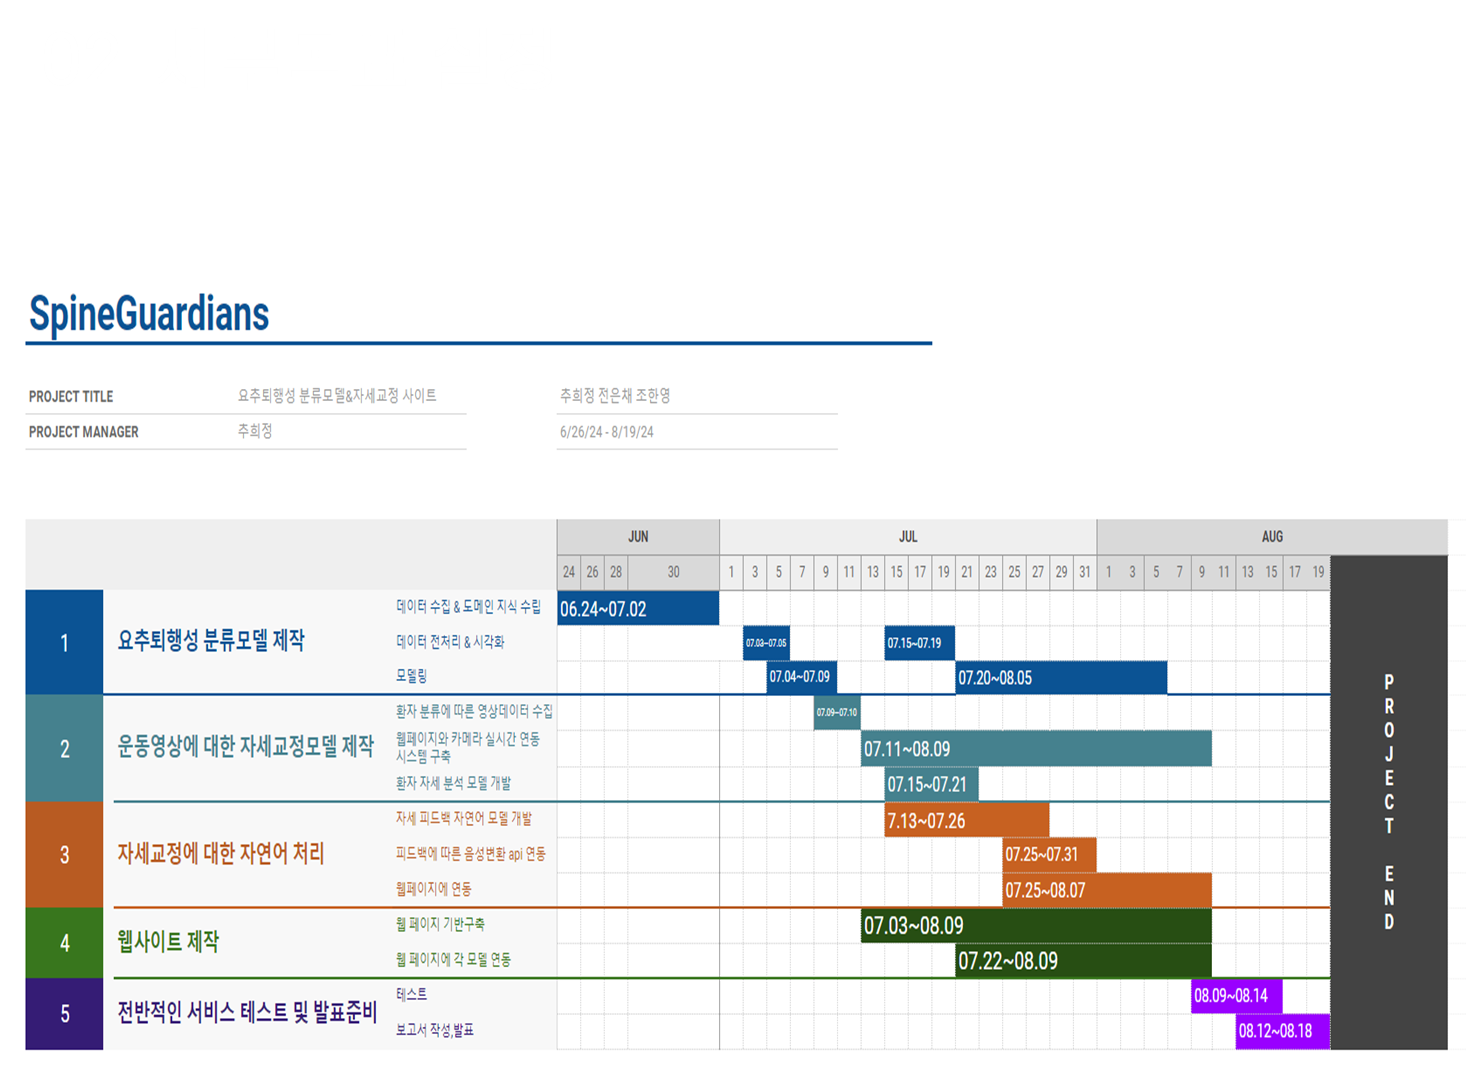 SpineGuardians
PROJECT TITLE 요추퇴행성 분류모델&자세교정 사이트 추희정 전은채 조한영
PROJECT MANAGER 추희정 6/26/24 - 8/19/24
JUN JUL AUG
24 26 28 30 1 3 5 7 9 11 13 15 17 19 21 23 25 27 29 31 1 3 5 7 9 11 13 15 17 19
1 요추퇴행성 분류모델 제작
데이터 수집 & 도메인 지식 수립 06.24~07.02
데이터 전처리 & 시각화 07.03~07.05 07.15~07.19
모델링 07.04~07.09 07.20~08.05
2 운동영상에 대한 자세교정모델 제작
환자 분류에 따른 영상데이터 수집 07.09~07.10
웹페이지와 카메라 실시간 연동
시스템 구축 07.11~08.09
환자 자세 분석 모델 개발 07.15~07.21
3 자세교정에 대한 자연어 처리
자세 피드백 자연어 모델 개발 7.13~07.26
피드백에 따른 음성변환 api 연동 07.25~07.31
웹페이지에 연동 07.25~08.07
4 웹사이트 제작
웹 페이지 기반구축 07.03~08.09
웹 페이지에 각 모델 연동 07.22~08.09
5 전반적인 서비스 테스트 및 발표준비
테스트 08.09~08.14
보고서 작성,발표 08.12~08.18
PROJECT END